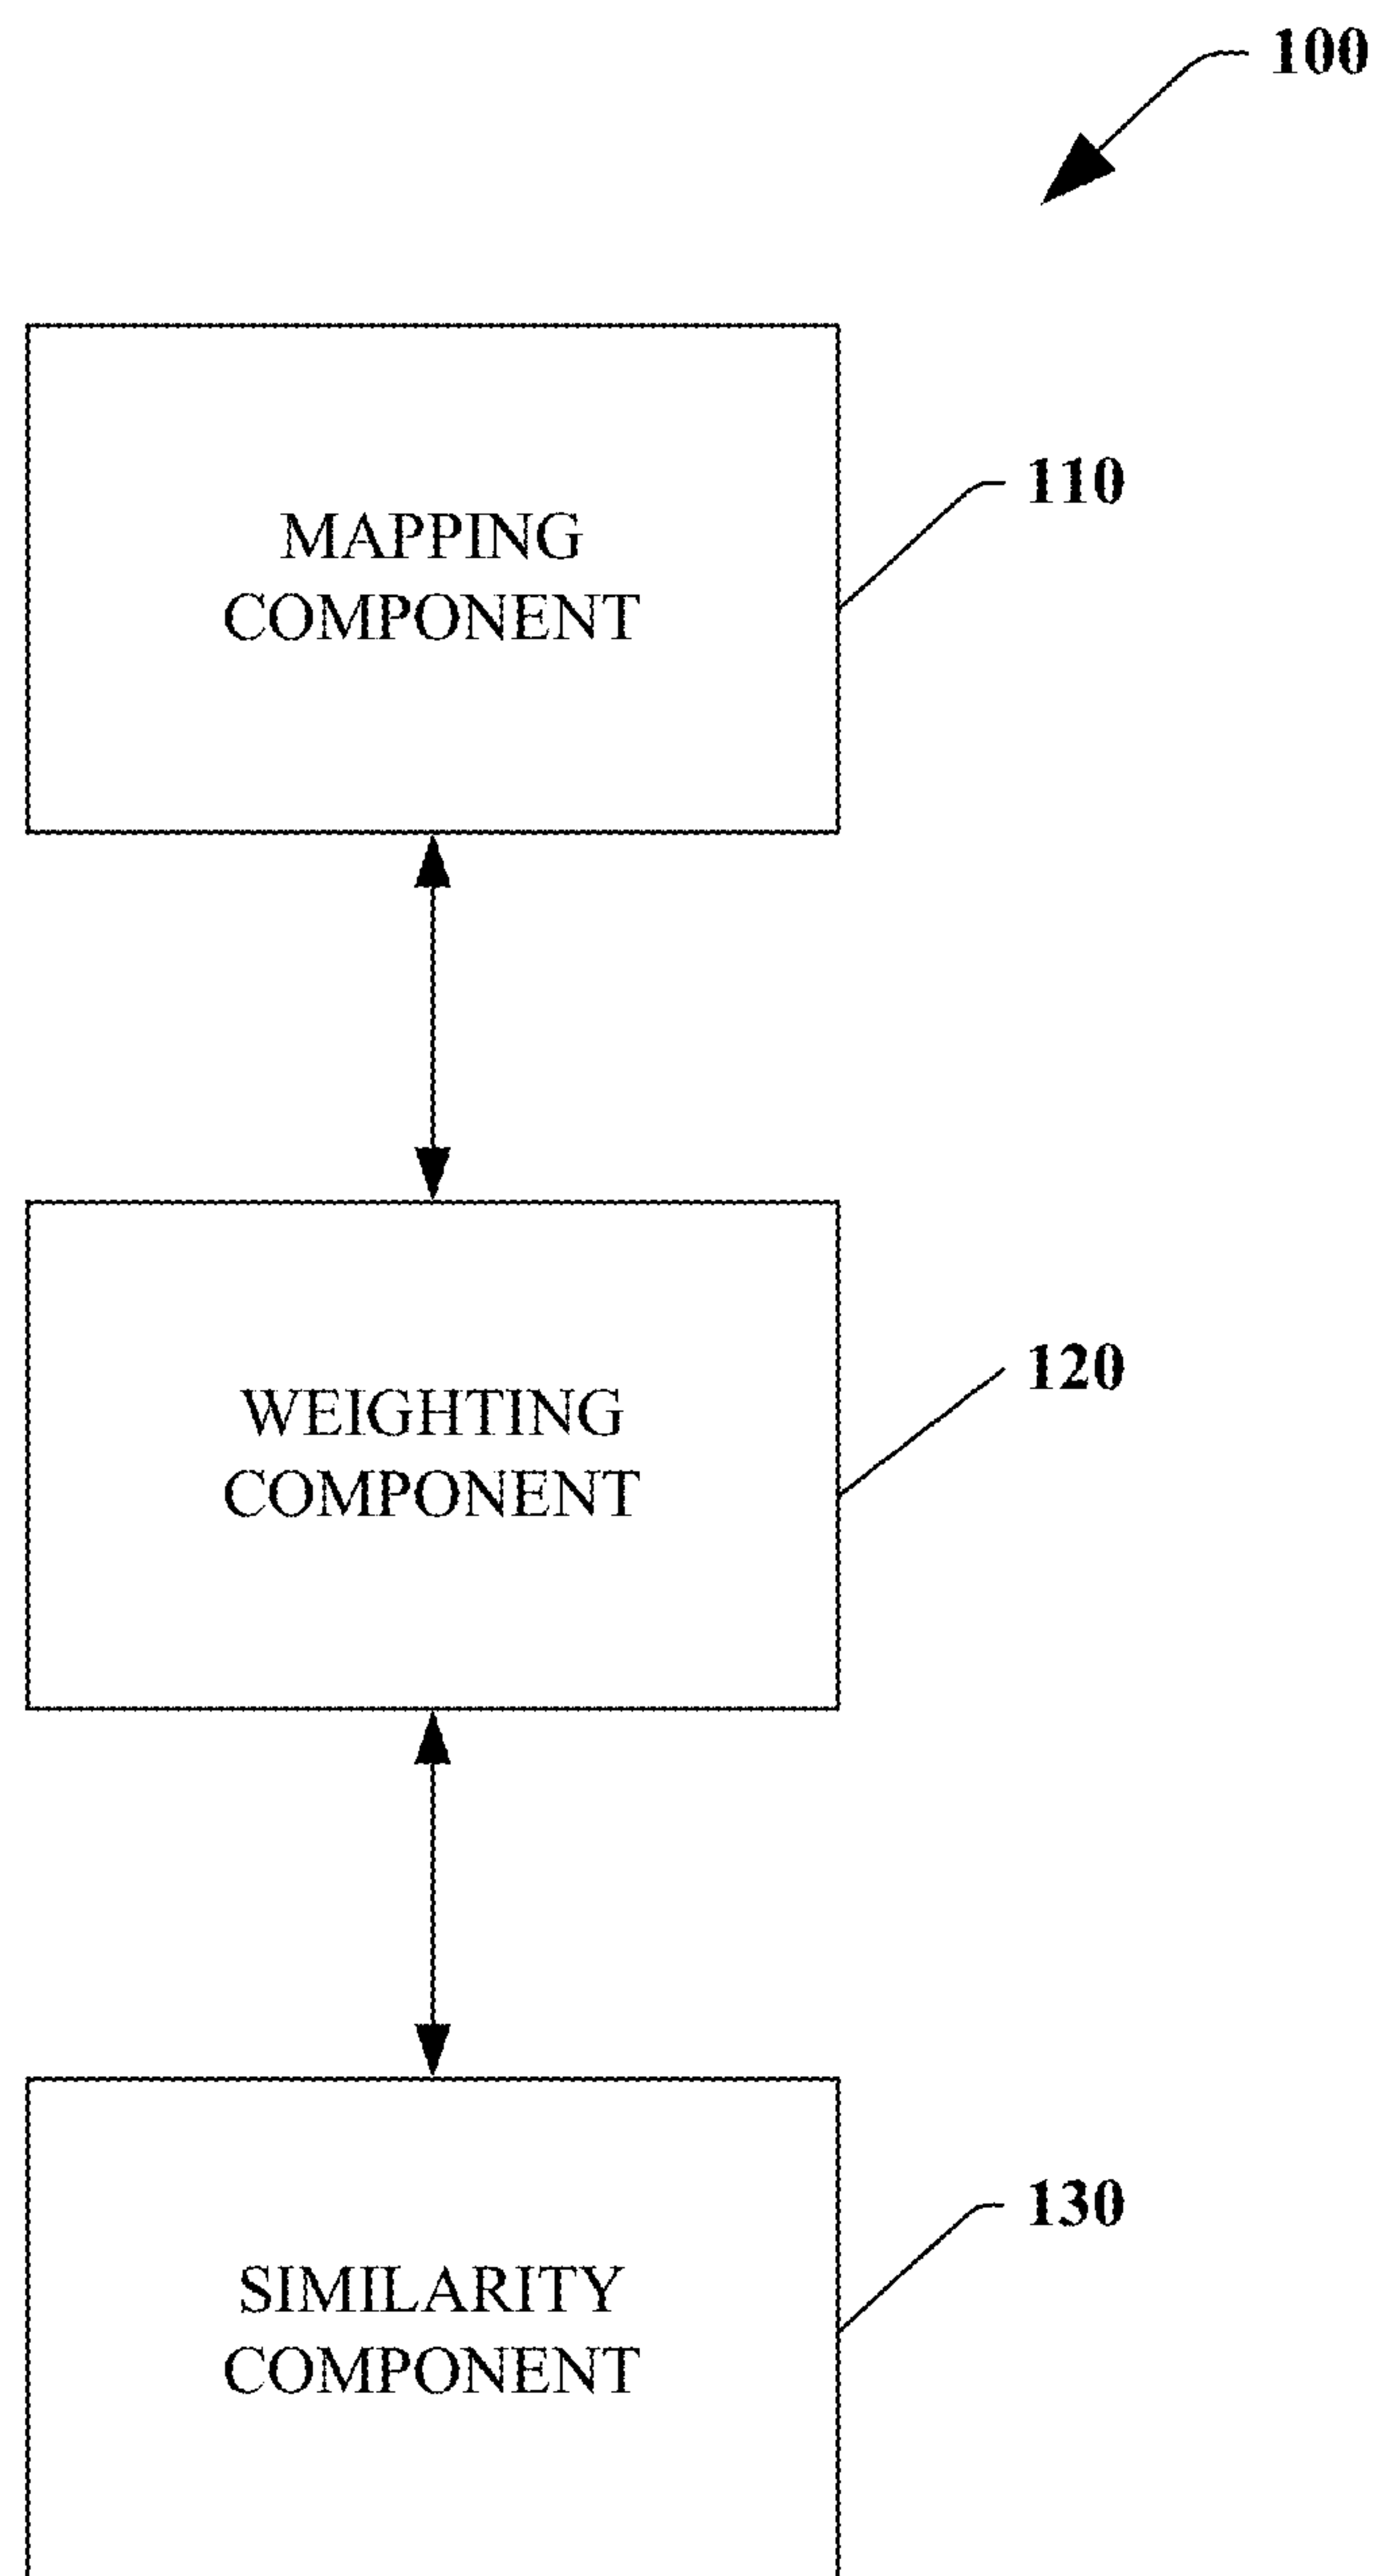 100
MAPPING
COMPONENT
110
WEIGHTING
COMPONENT
120
SIMILARITY
COMPONENT
130